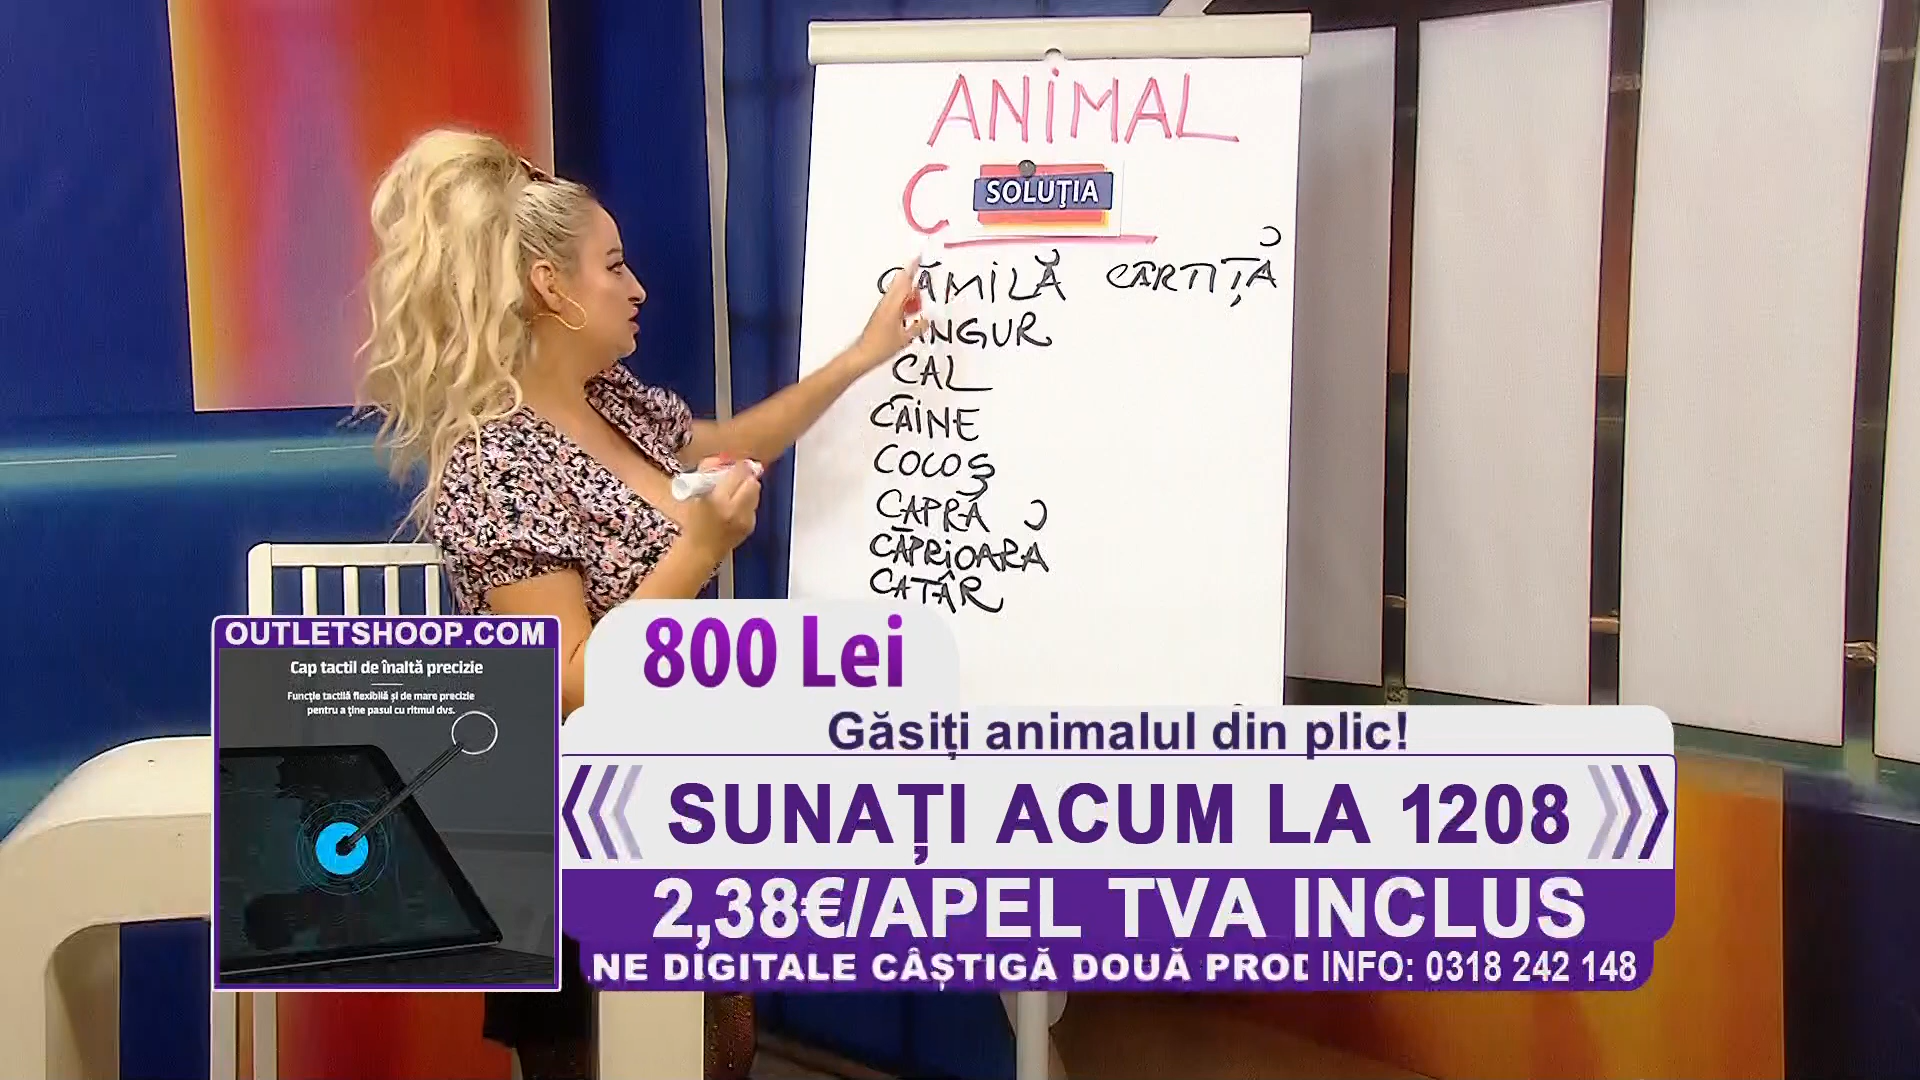 ANIMAL
C SOLUȚIA
CĂMILĂ CÂRTIȚĂ
CANGUR
CAL
CÂINE
COCOȘ
CAPRĂ
CĂPRIOARĂ
CATÂR
OUTLETSHOOP.COM
Cap tactil de înaltă precizie
Funcție tactilă flexibilă și de mare precizie
pentru a ține pasul cu ritmul dvs.
800 Lei
Găsiți animalul din plic!
SUNAȚI ACUM LA 1208
2,38€/APEL TVA INCLUS
NE DIGITALE CÂȘTIGĂ DOUĂ PROD INFO: 0318 242 148